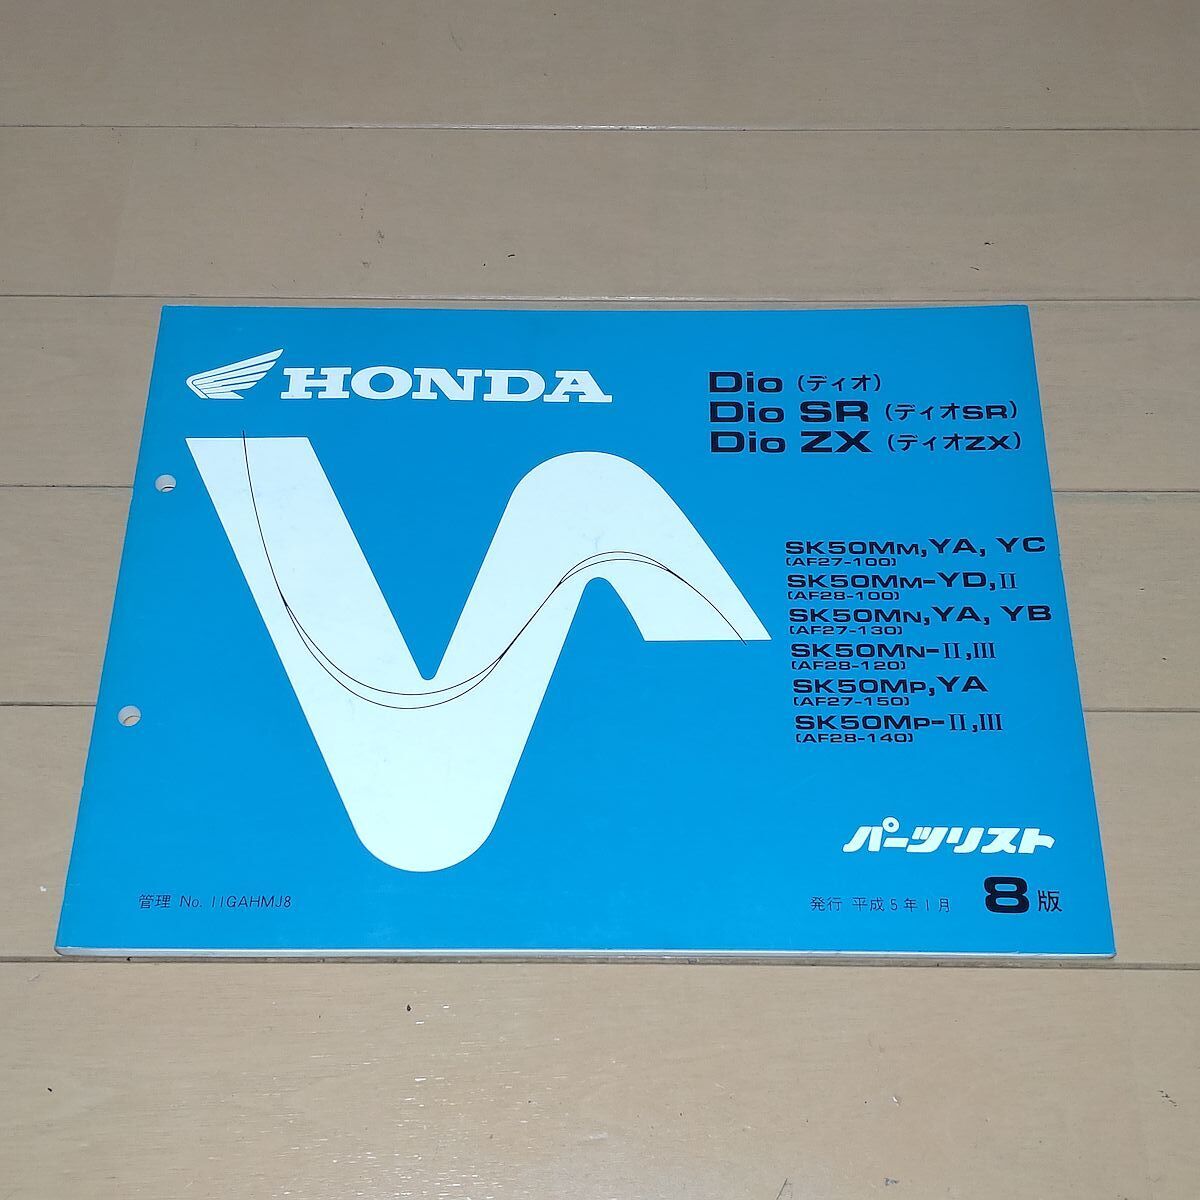 HONDA
Dio (ディオ)
Dio SR (ディオSR)
Dio ZX (ディオZX)
SK50MM, YA, YC
(AF27-100)
SK50MM-YD, II
(AF28-100)
SK50MN, YA, YB
(AF27-130)
SK50MN-II, III
(AF28-120)
SK50MP, YA
(AF27-150)
SK50MP-II, III
(AF28-140)
パーツリスト
管理 No. 11GAHMJ8
発行 平成5年1月 8版